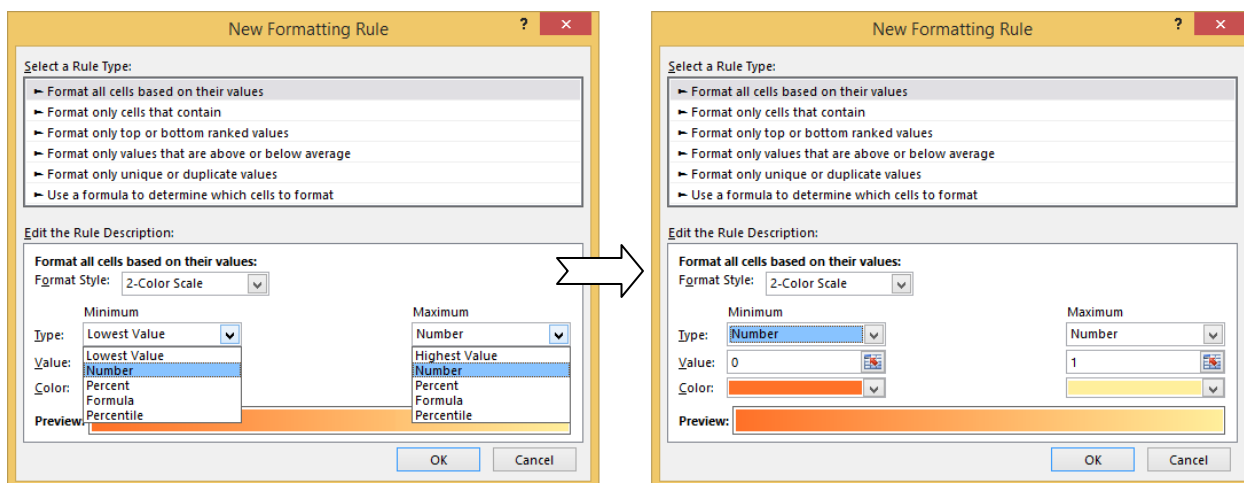 New Formatting Rule ? ×
Select a Rule Type:
► Format all cells based on their values
► Format only cells that contain
► Format only top or bottom ranked values
► Format only values that are above or below average
► Format only unique or duplicate values
► Use a formula to determine which cells to format
Edit the Rule Description:
Format all cells based on their values:
Format Style: 2-Color Scale
Minimum Maximum
Type: Lowest Value Number
Value: Lowest Value Highest Value
Number Number
Color: Percent Percent
Formula Formula
Percentile Percentile
Preview:
OK Cancel
New Formatting Rule ? ×
Select a Rule Type:
► Format all cells based on their values
► Format only cells that contain
► Format only top or bottom ranked values
► Format only values that are above or below average
► Format only unique or duplicate values
► Use a formula to determine which cells to format
Edit the Rule Description:
Format all cells based on their values:
Format Style: 2-Color Scale
Minimum Maximum
Type: Number Number
Value: 0 1
Color:
Preview:
OK Cancel